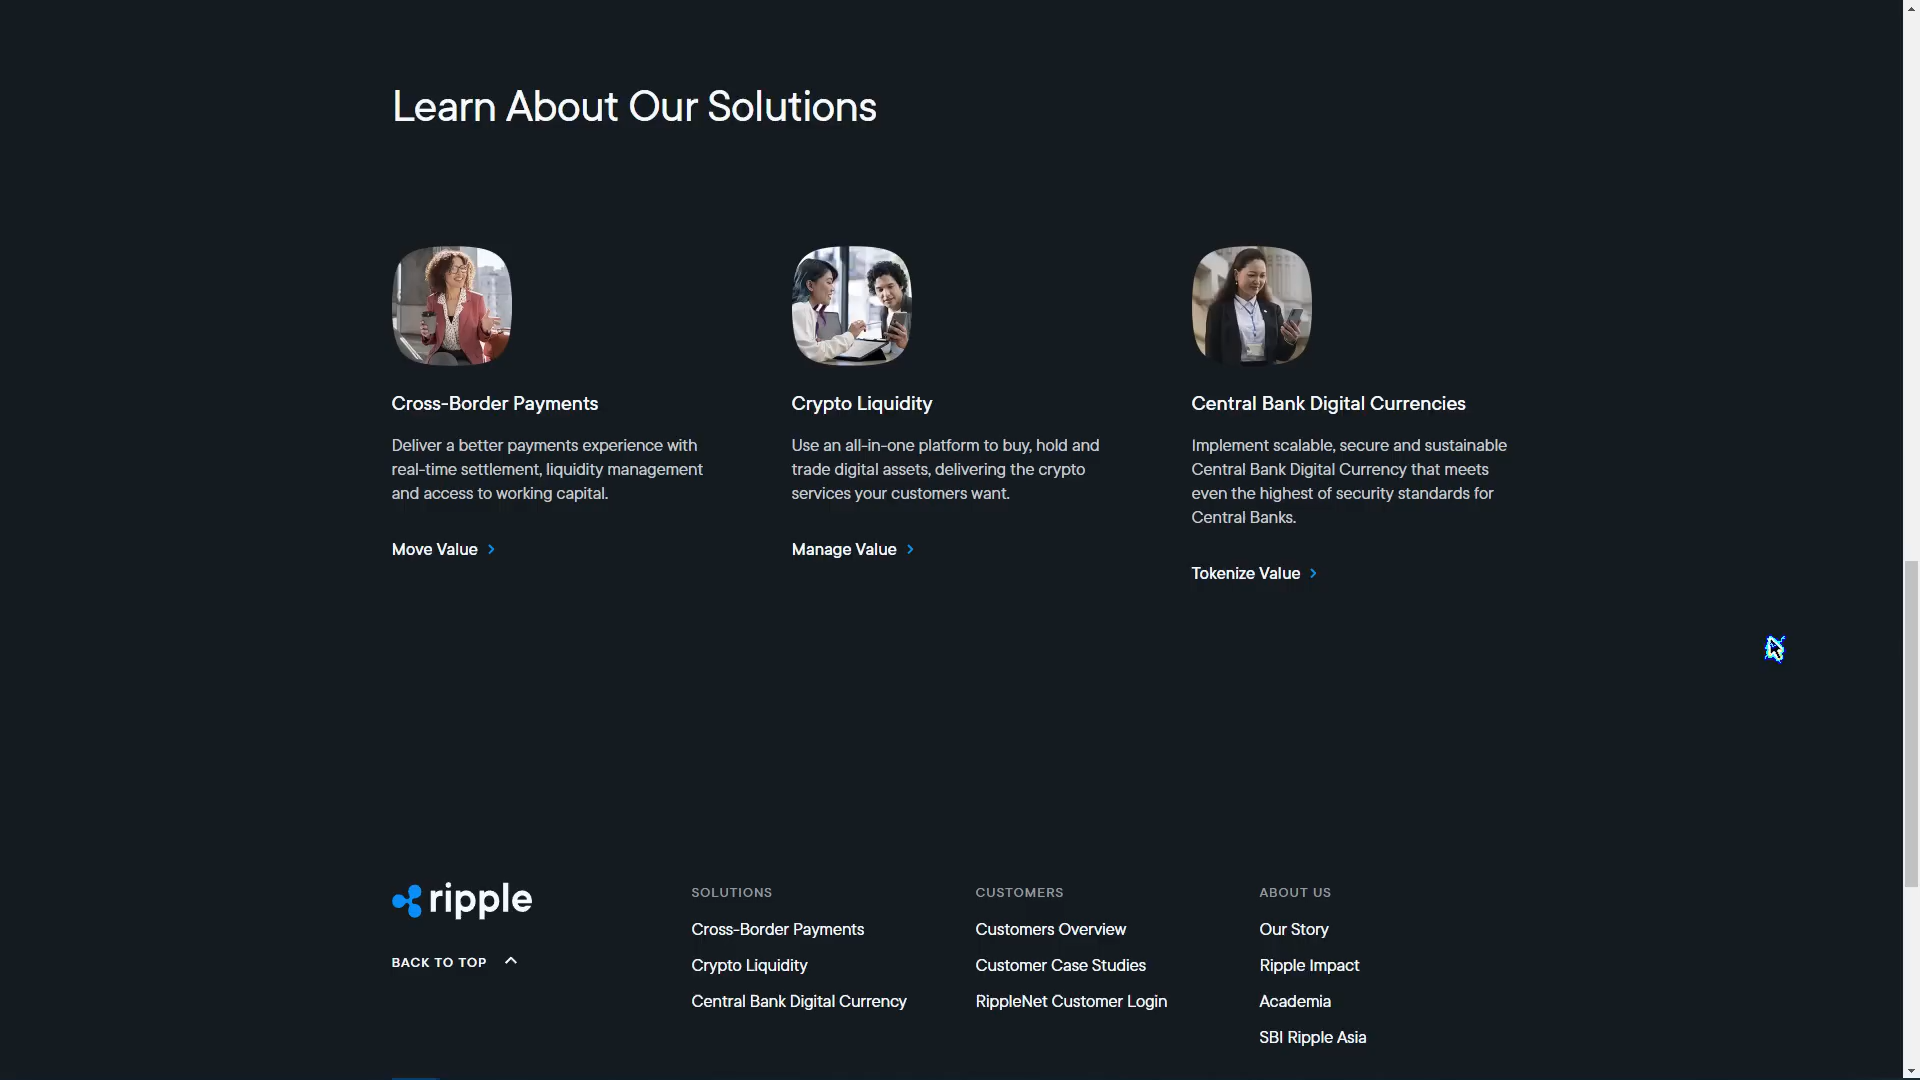 Learn About Our Solutions
Cross-Border Payments
Deliver a better payments experience with
real-time settlement, liquidity management
and access to working capital.
Move Value
Crypto Liquidity
Use an all-in-one platform to buy, hold and
trade digital assets, delivering the crypto
services your customers want.
Manage Value
Central Bank Digital Currencies
Implement scalable, secure and sustainable
Central Bank Digital Currency that meets
even the highest of security standards for
Central Banks.
Tokenize Value
ripple
BACK TO TOP
SOLUTIONS
Cross-Border Payments
Crypto Liquidity
Central Bank Digital Currency
CUSTOMERS
Customers Overview
Customer Case Studies
RippleNet Customer Login
ABOUT US
Our Story
Ripple Impact
Academia
SBI Ripple Asia